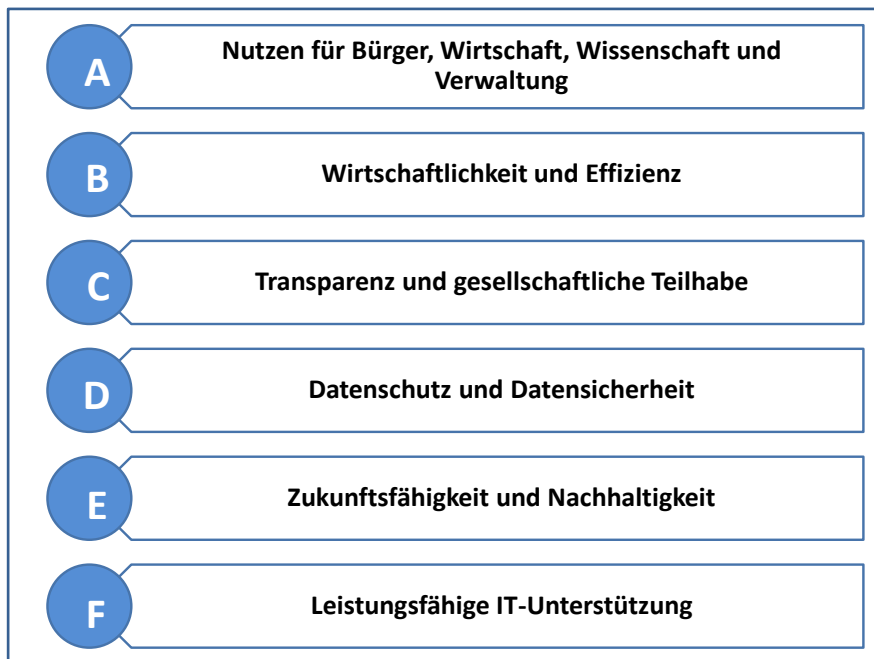 A
Nutzen für Bürger, Wirtschaft, Wissenschaft und
Verwaltung
B
Wirtschaftlichkeit und Effizienz
C
Transparenz und gesellschaftliche Teilhabe
D
Datenschutz und Datensicherheit
E
Zukunftsfähigkeit und Nachhaltigkeit
F
Leistungsfähige IT-Unterstützung